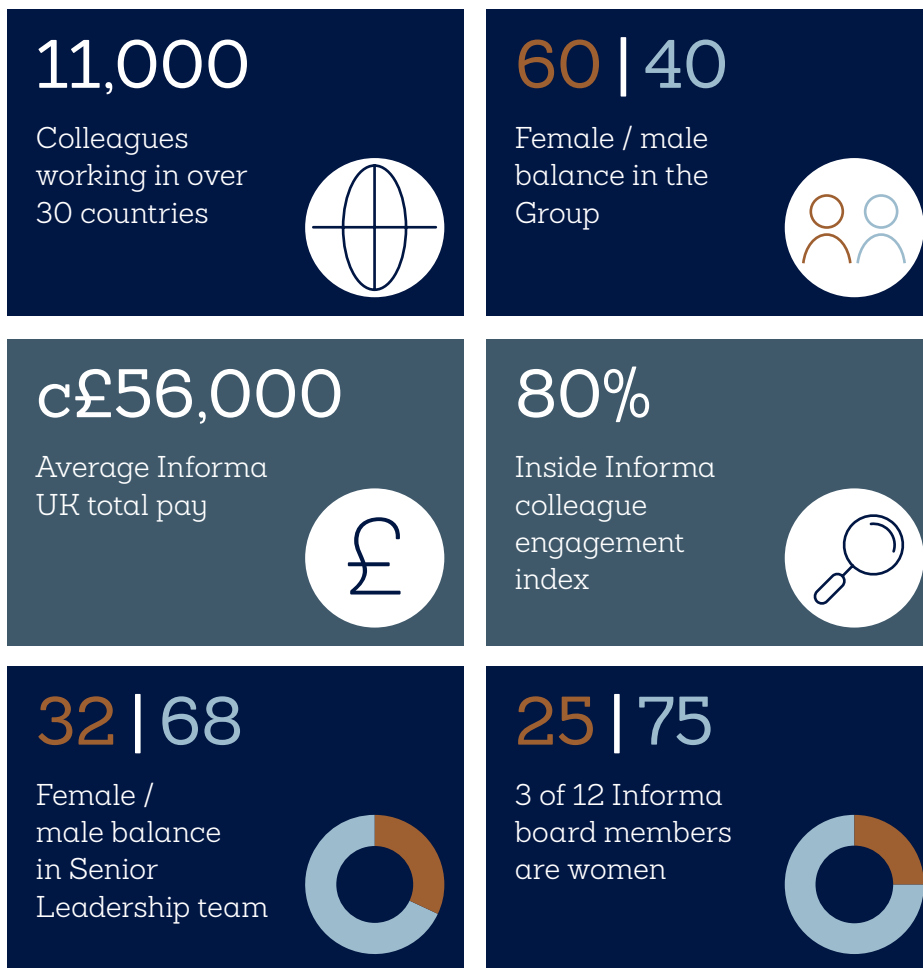 11,000
Colleagues
working in over
30 countries
60 | 40
Female / male
balance in the
Group
c£56,000
Average Informa
UK total pay
£
80%
Inside Informa
colleague
engagement
index
32 | 68
Female /
male balance
in Senior
Leadership team
25 | 75
3 of 12 Informa
board members
are women